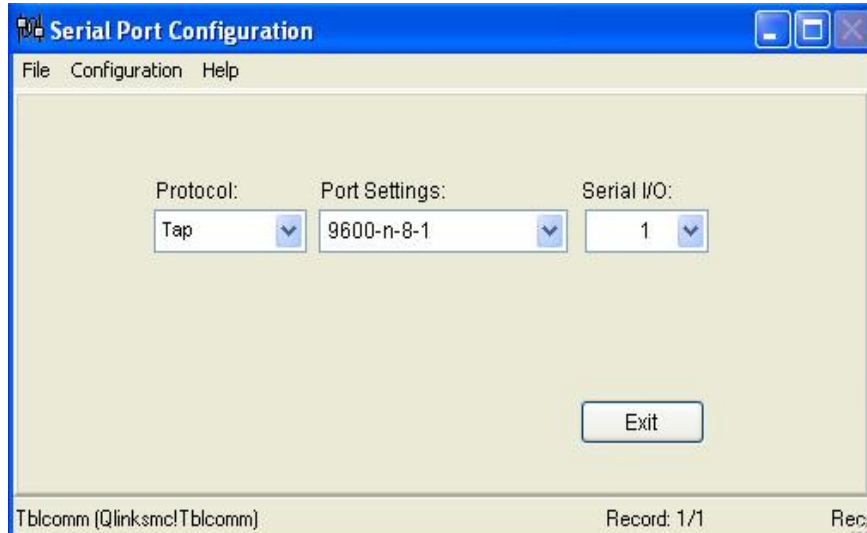 Serial Port Configuration
File Configuration Help
Protocol: Port Settings: Serial I/O:
Tap 9600-n-8-1 1
Exit
Tblcomm (Qlinksmc!Tblcomm) Record: 1/1 Rec